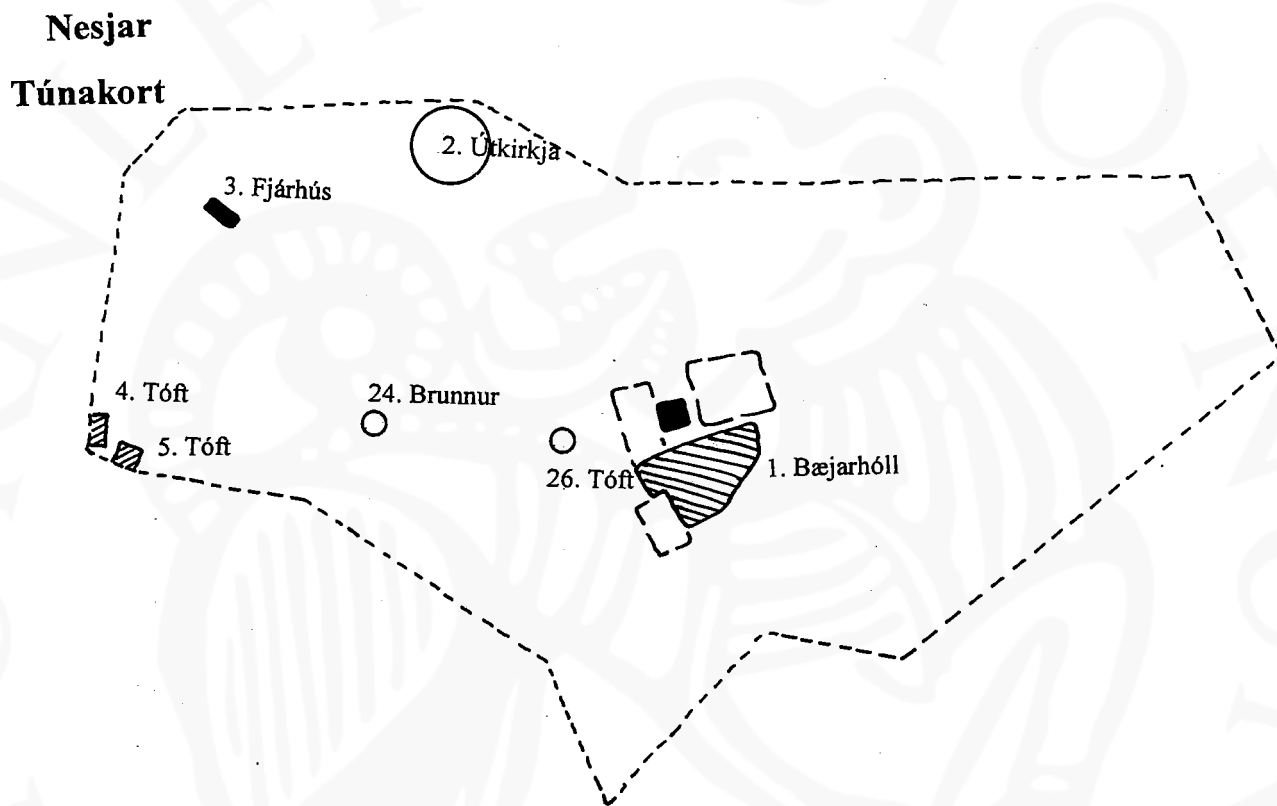 Nesjar
Túnakort
2. Útkirkja
3. Fjárhús
4. Tóft
24. Brunnur
5. Tóft
26. Tóft
1. Bæjarhóll